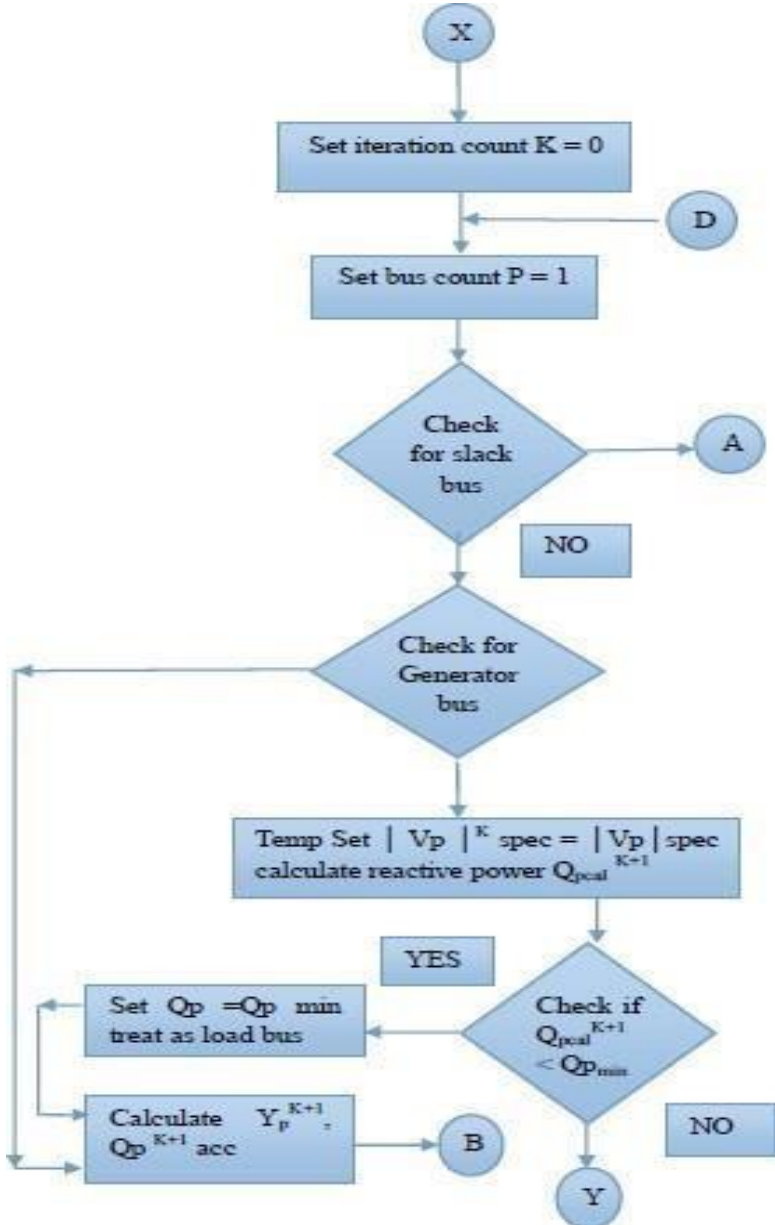 X
Set iteration count K = 0
D
Set bus count P = 1
Check
for slack
bus
A
NO
Check for
Generator
bus
Temp Set | Vp |ᴷ spec = |Vp| spec
calculate reactive power Qpcal ᴷ⁺¹
YES
Set Qp =Qp min
treat as load bus
Check if
Qpcalᴷ⁺¹
< Qpmin
Calculate Yp ᴷ⁺¹,
Qp ᴷ⁺¹ acc
B
NO
Y